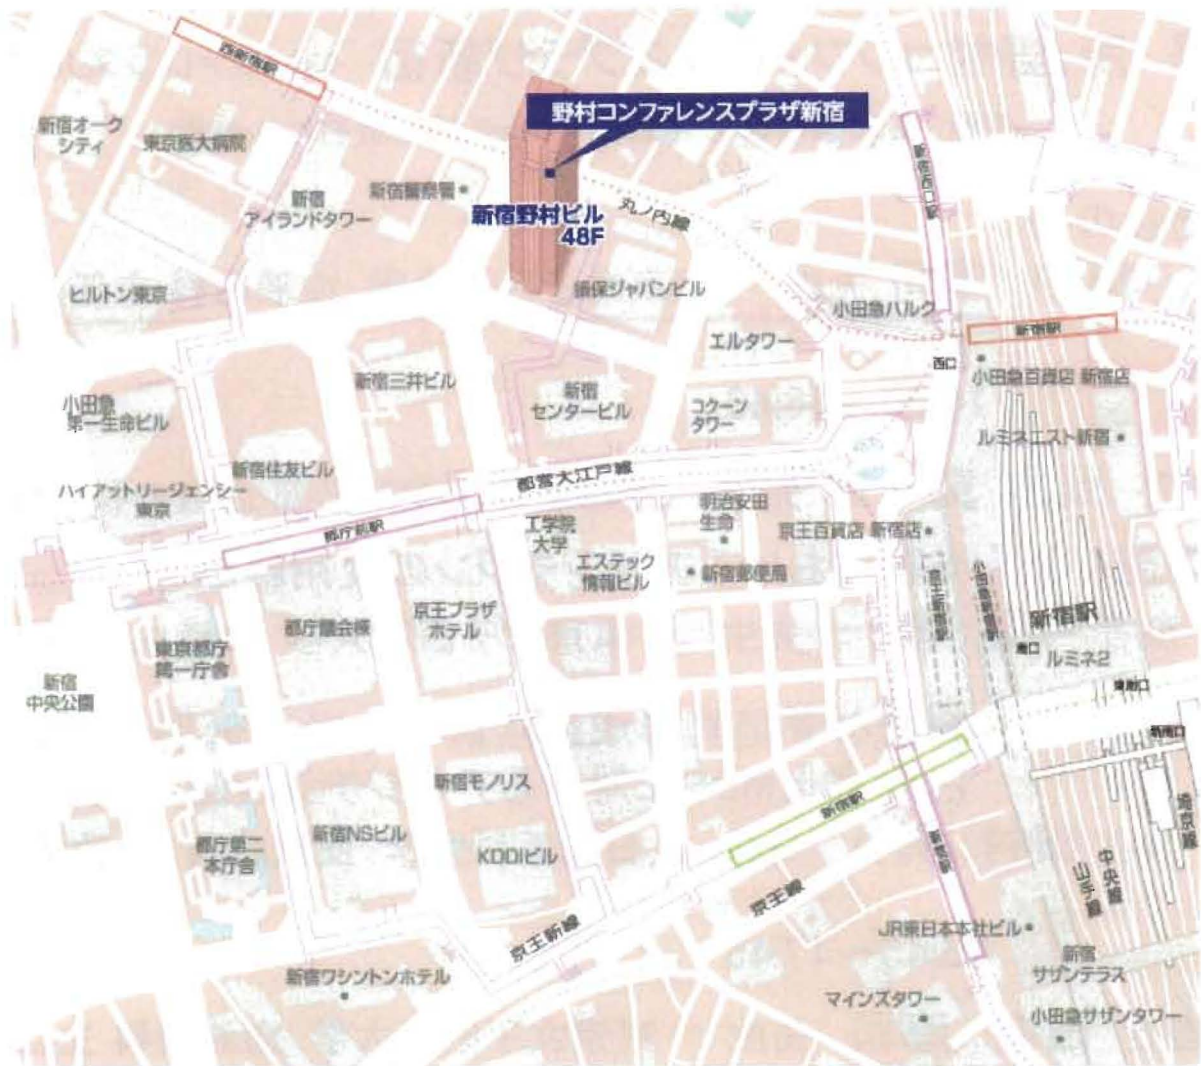 西新宿駅
野村コンファレンスプラザ新宿
新宿オーク
シティ
東京医大病院
新宿
アイランドタワー
新宿警察署
新宿野村ビル
48F
丸ノ内線
新宿西口駅
ヒルトン東京
損保ジャパンビル
小田急ハルク
新宿駅
エルタワー
西口
小田急百貨店 新宿店
新宿三井ビル
新宿
センタービル
コクーン
タワー
小田急
第一生命ビル
ルミネエスト新宿
新宿住友ビル
都営大江戸線
ハイアットリージェンシー
東京
都庁前駅
工学院
大学
明治安田
生命
京王百貨店 新宿店
エステック
情報ビル
新宿郵便局
京王新宿駅
小田急新宿駅
新宿駅
都庁議会棟
京王プラザ
ホテル
東京都庁
第一庁舎
南口
ルミネ2
新宿
中央公園
東南口
新南口
新宿モノリス
新宿駅
埼京線
新宿NSビル
都庁第二
本庁舎
KDDIビル
新宿駅
中央線
山手線
京王線
京王新線
JR東日本本社ビル
新宿
サザンテラス
新宿ワシントンホテル
マインズタワー
小田急サザンタワー